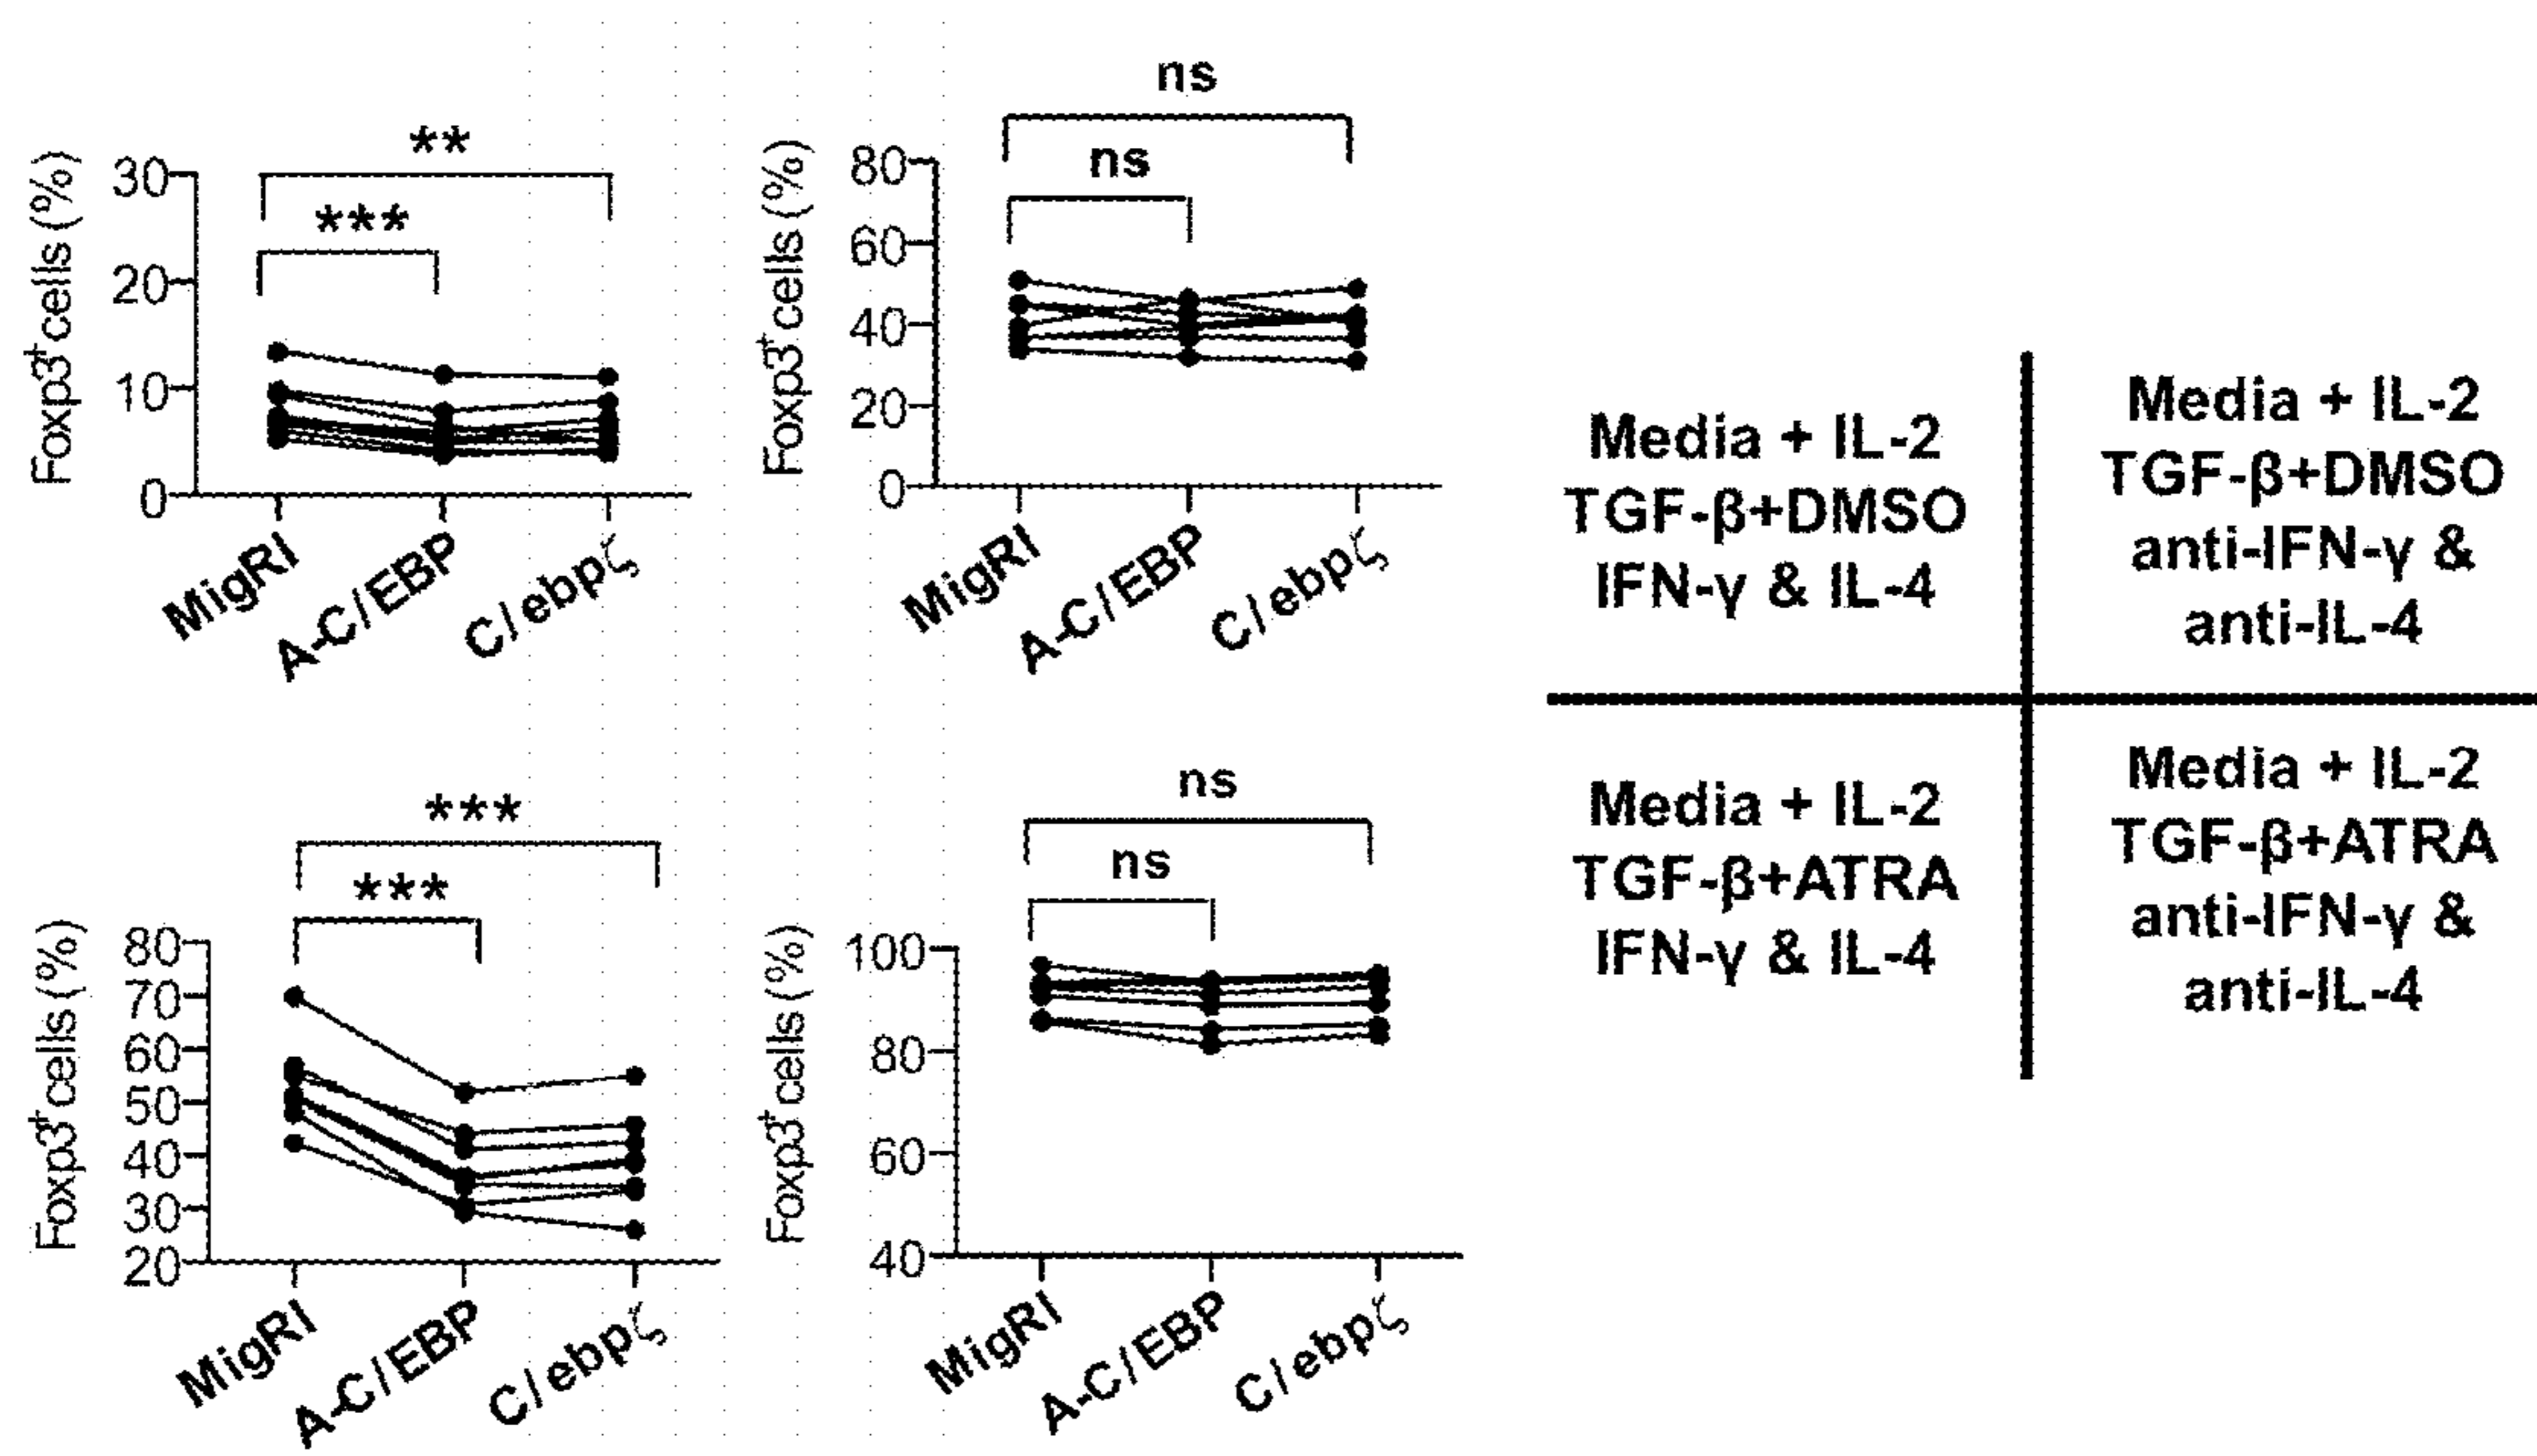 **
***
Foxp3+ cells (%)
30
20
10
0
MigRI
A-C/EBP
C/ebpζ
ns
ns
Foxp3+ cells (%)
80
60
40
20
0
MigRI
A-C/EBP
C/ebpζ
***
***
Foxp3+ cells (%)
80
70
60
50
40
30
20
MigRI
A-C/EBP
C/ebpζ
ns
ns
Foxp3+ cells (%)
100
80
60
40
MigRI
A-C/EBP
C/ebpζ
Media + IL-2
TGF-β+DMSO
IFN-γ & IL-4
Media + IL-2
TGF-β+DMSO
anti-IFN-γ &
anti-IL-4
Media + IL-2
TGF-β+ATRA
IFN-γ & IL-4
Media + IL-2
TGF-β+ATRA
anti-IFN-γ &
anti-IL-4